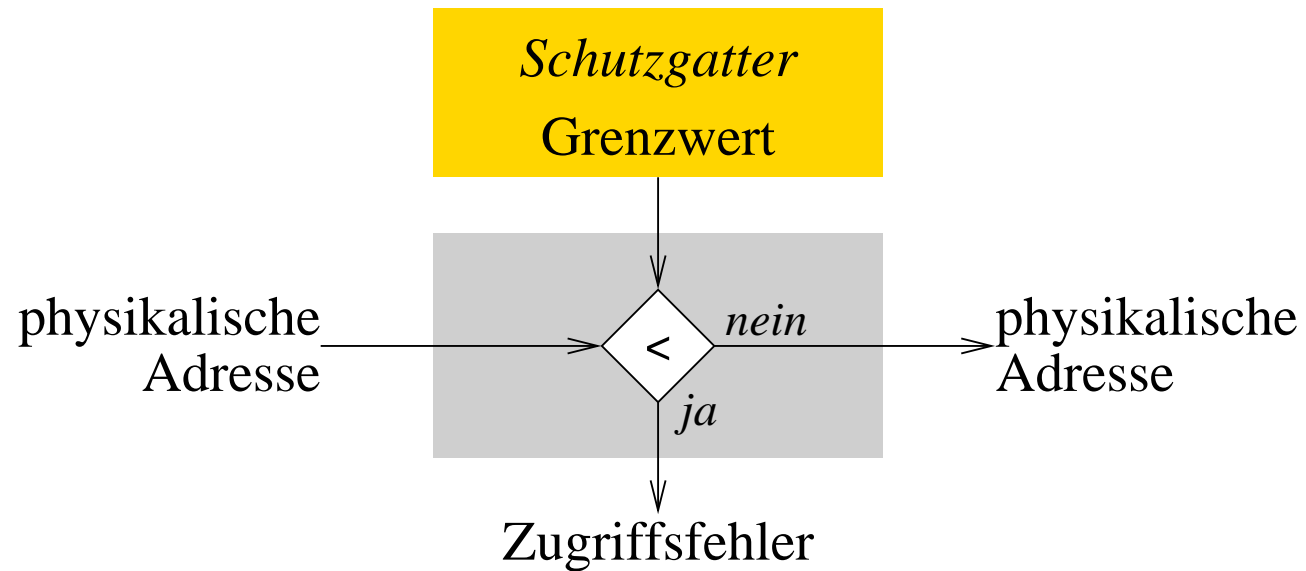 Schutzgatter
Grenzwert
physikalische
Adresse
<
nein
ja
physikalische
Adresse
Zugriffsfehler